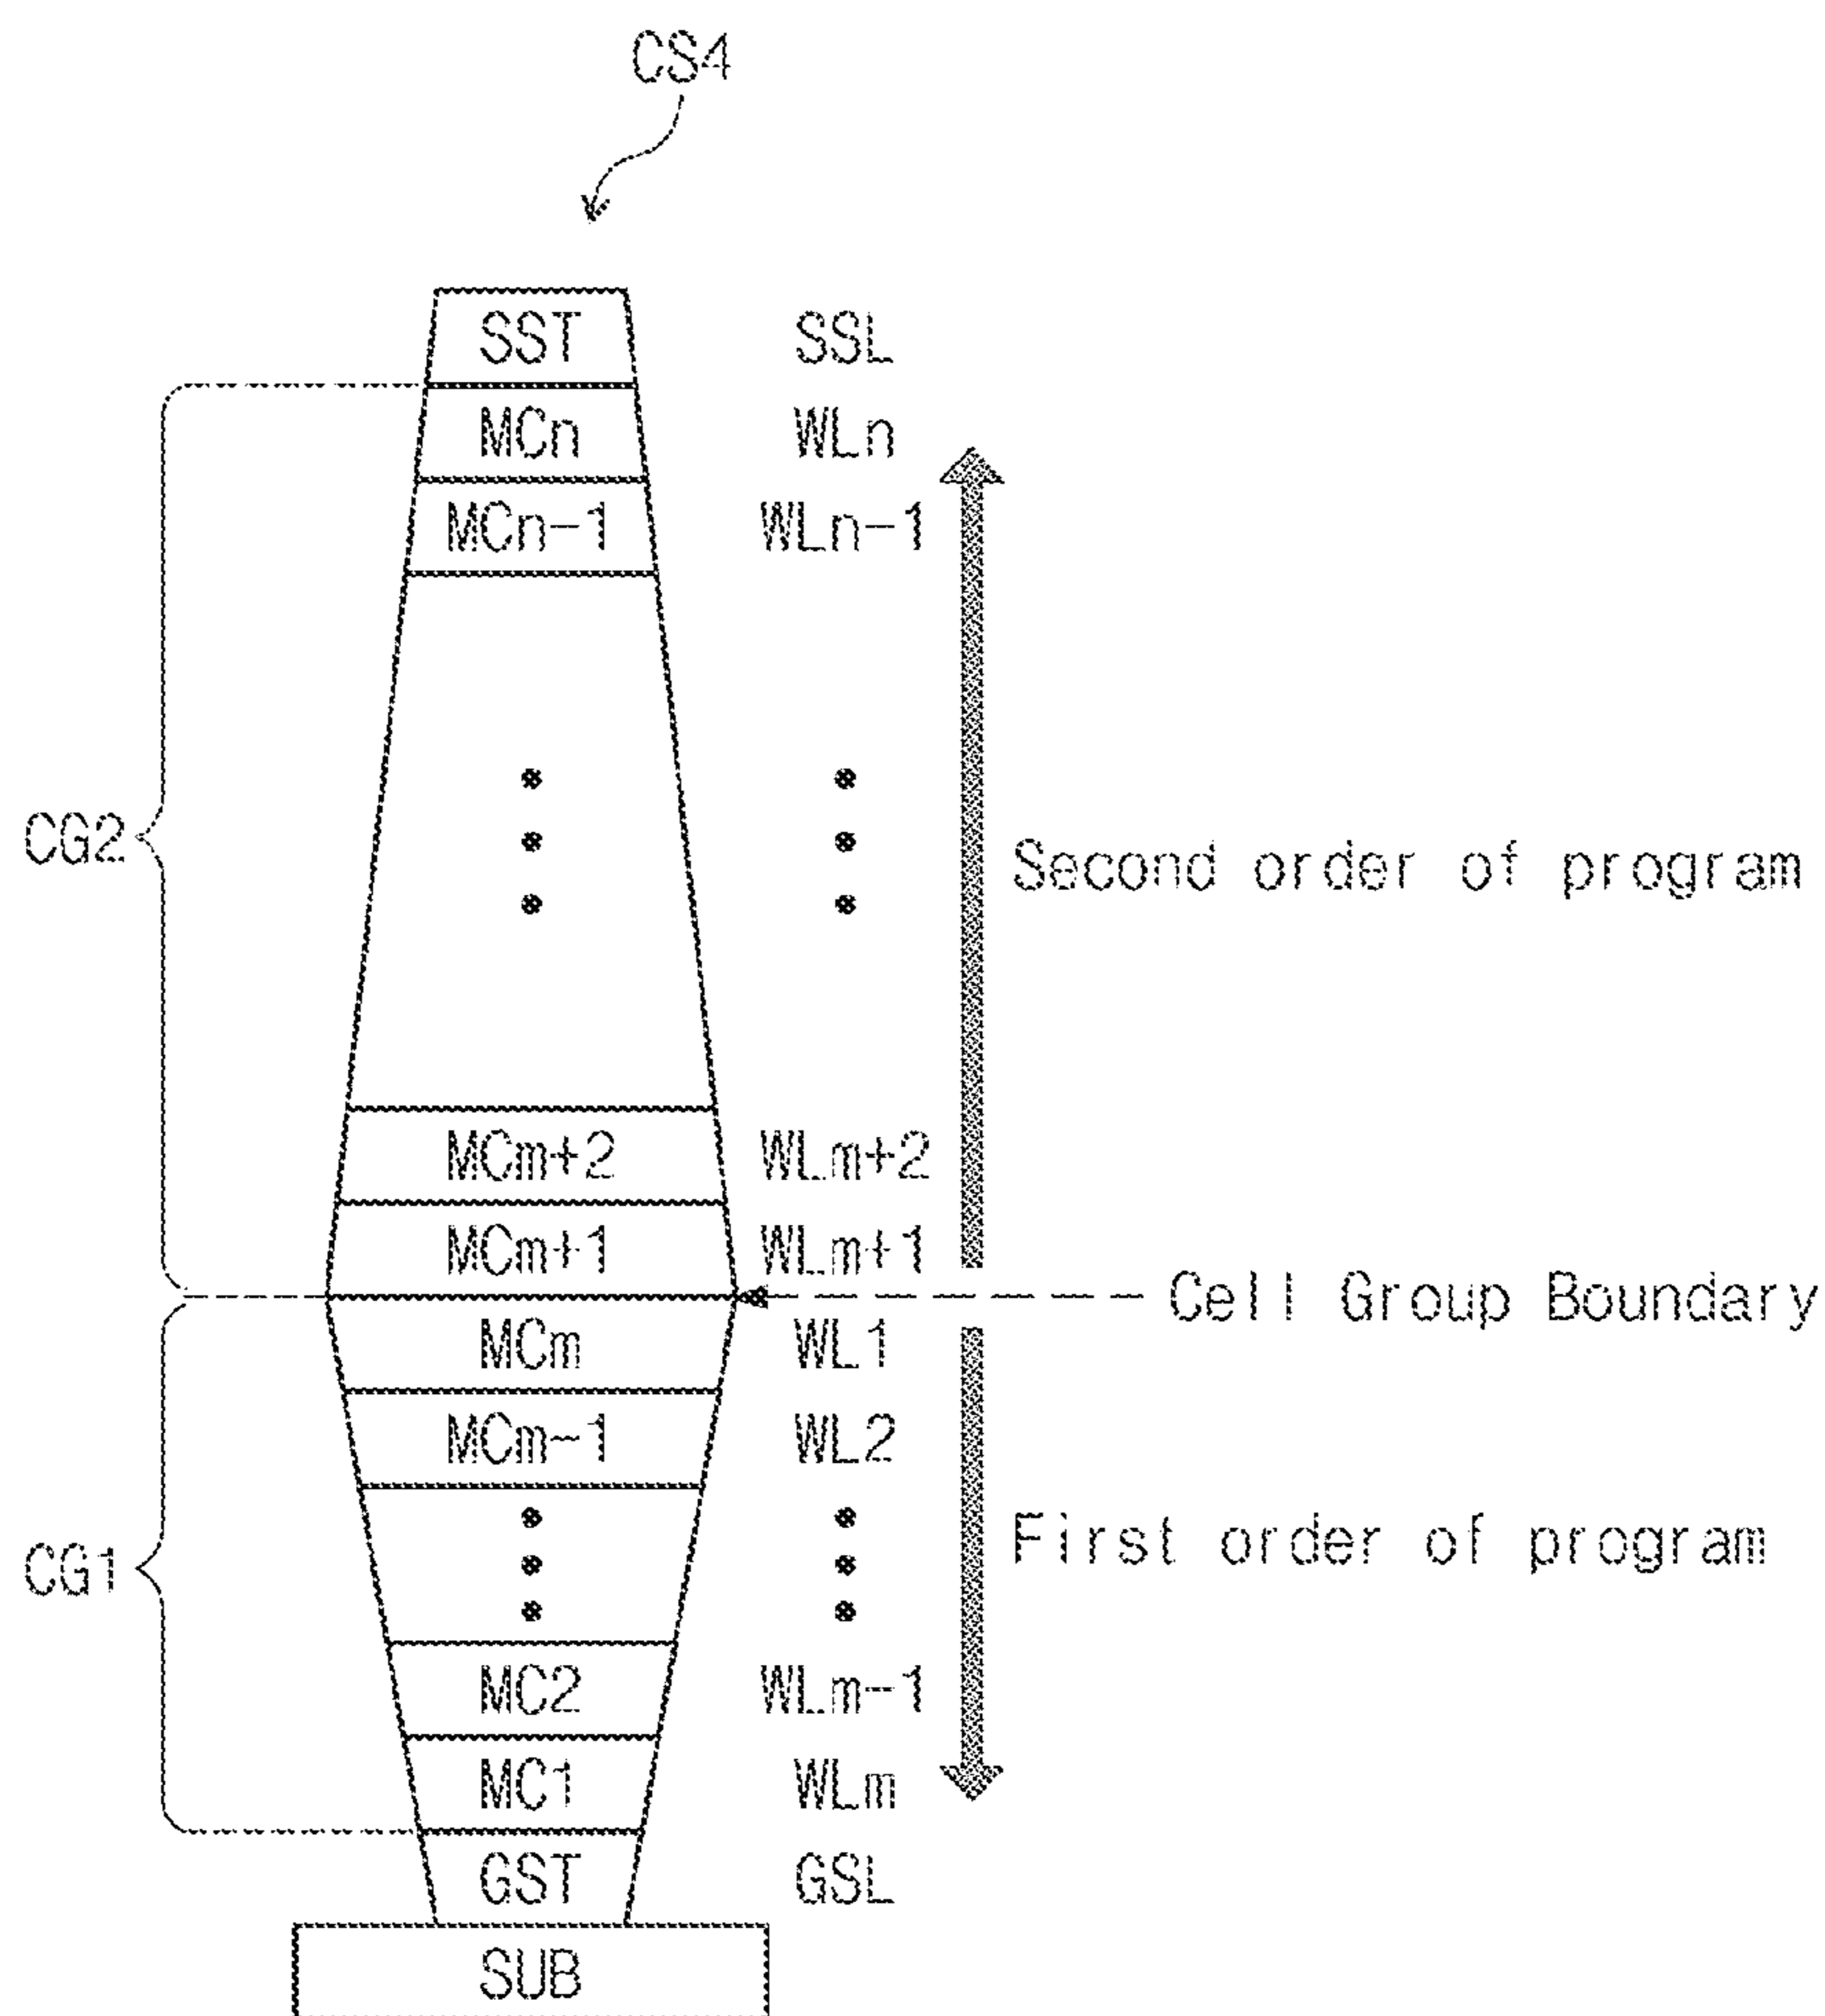 CS4
SST SSL
MCn WLn
MCn-1 WLn-1
CG2
Second order of program
MCm+2 WLm+2
MCm+1 WLm+1
Cell Group Boundary
MCm WL1
MCm-1 WL2
CG1
First order of program
MC2 WLm-1
MC1 WLm
GST GSL
SUB